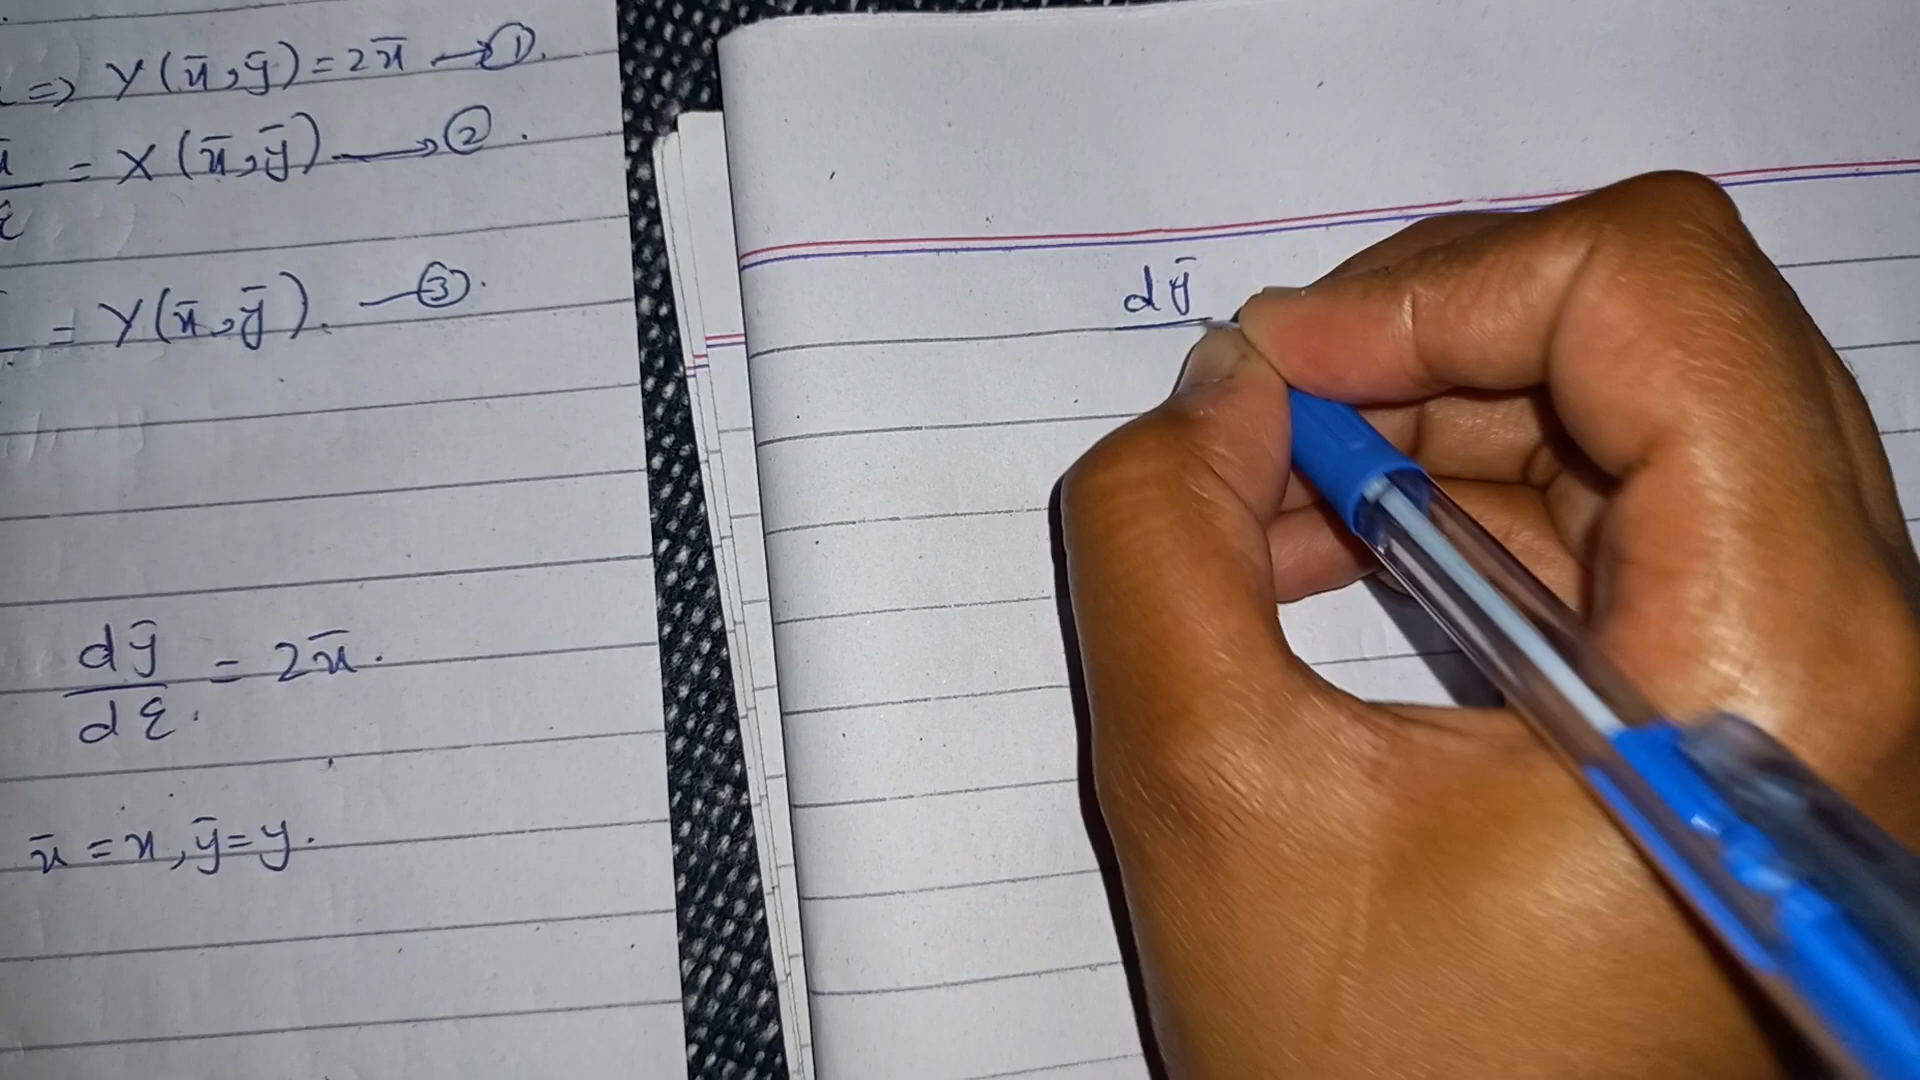 => Y(x̄,ȳ) = 2x̄ → ①.
= X(x̄,ȳ) → ②.
ε
= Y(x̄,ȳ). — ③.
dȳ/dε. = 2x̄.
x̄ = x, ȳ = y.
dȳ